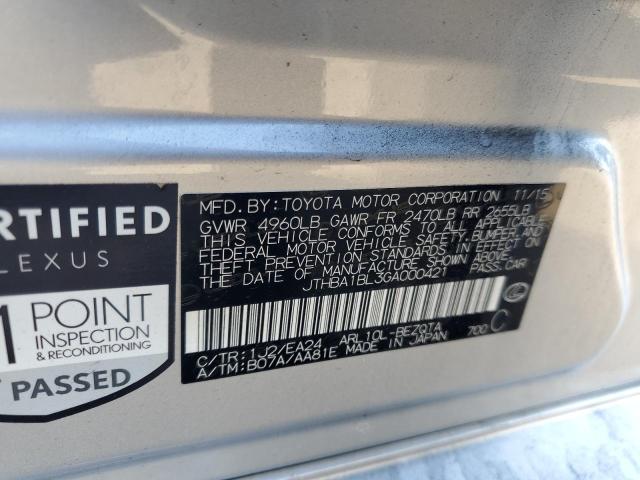 MFD. BY: TOYOTA MOTOR CORPORATION 11/15
GVWR 4960LB GAWR FR 2470LB RR 2655LB
THIS VEHICLE CONFORMS TO ALL APPLICABLE
FEDERAL MOTOR VEHICLE SAFETY, BUMPER, AND
THEFT PREVENTION STANDARDS IN EFFECT ON
THE DATE OF MANUFACTURE SHOWN ABOVE.
JTHBA1BL3GA000421 PASS.CAR
C/TR: 1J2/EA24 ARL10L-BEZQTA 700 C
A/TM: B07A/AA81E MADE IN JAPAN
RTIFIED
LEXUS
1 POINT
INSPECTION
& RECONDITIONING
PASSED